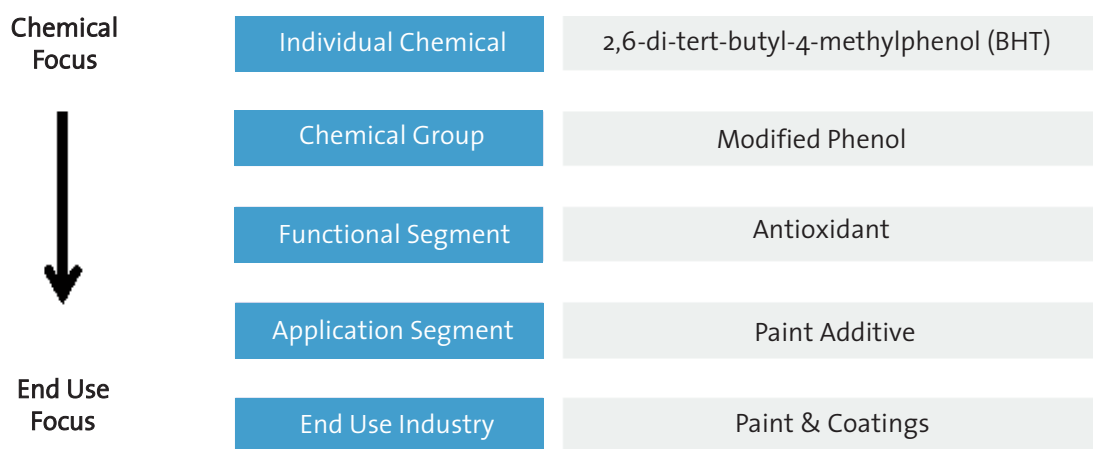 Chemical
Focus
Individual Chemical
2,6-di-tert-butyl-4-methylphenol (BHT)
Chemical Group
Modified Phenol
Functional Segment
Antioxidant
Application Segment
Paint Additive
End Use
Focus
End Use Industry
Paint & Coatings